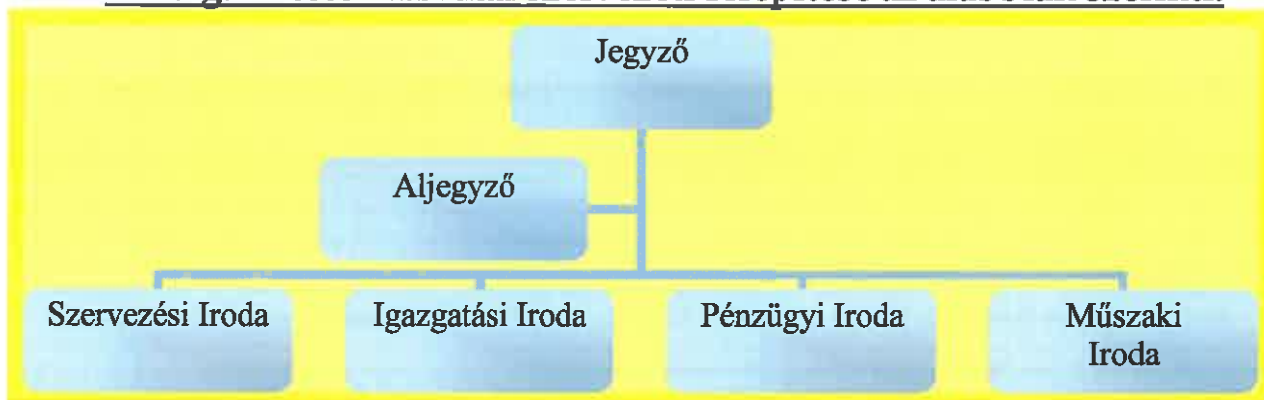 Jegyző
Aljegyző
Szervezési Iroda
Igazgatási Iroda
Pénzügyi Iroda
Műszaki
Iroda